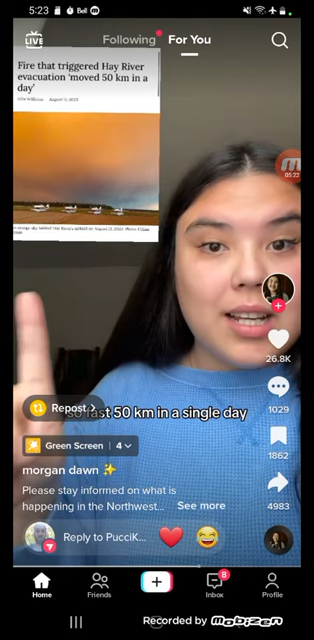 5:23
Bell
LIVE
Following
For You
Fire that triggered Hay River
evacuation 'moved 50 km in a
day'
August 15, 2023
05:22
26.8K
Repost
so fast 50 km in a single day
1029
Green Screen | 4
1862
morgan dawn
Please stay informed on what is
happening in the Northwest... See more
4983
Reply to PucciK...
8
Home
Friends
Inbox
Profile
Recorded by mobizen